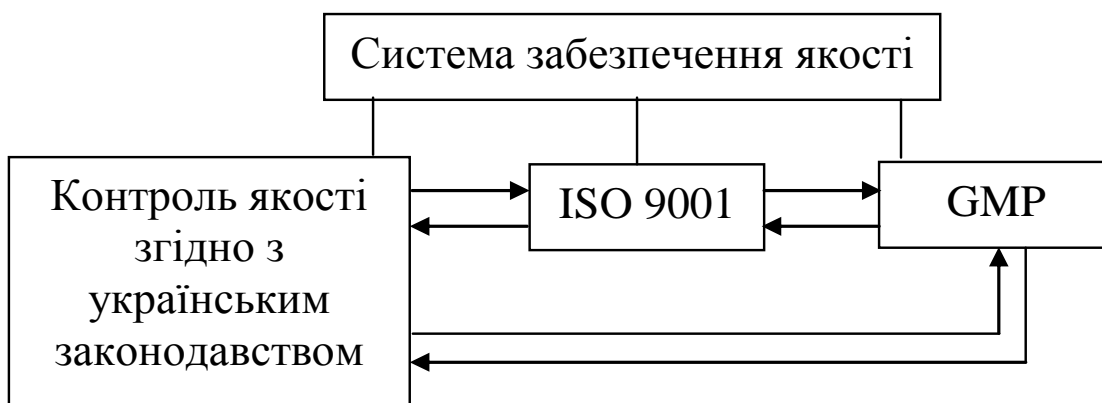 Система забезпечення якості
Контроль якості
згідно з
українським
законодавством
ISO 9001
GMP